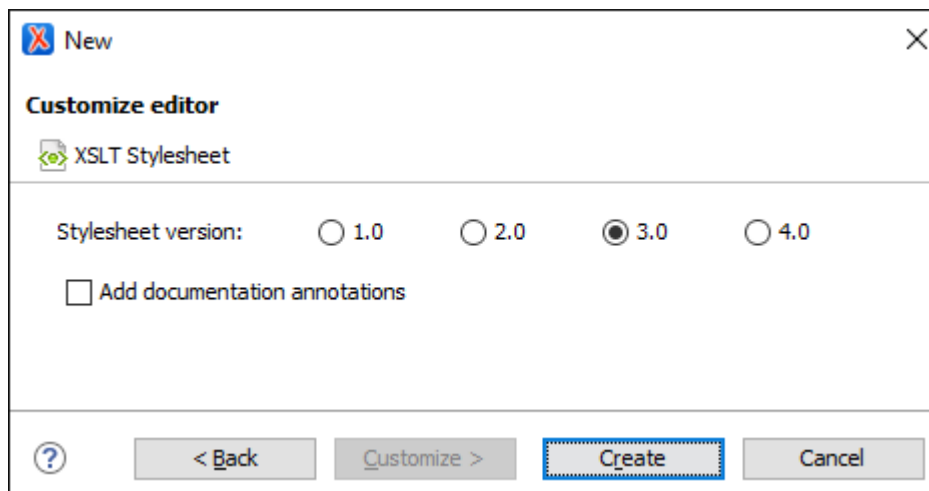 New
Customize editor
XSLT Stylesheet
Stylesheet version: 1.0 2.0 3.0 4.0
Add documentation annotations
? < Back Customize > Create Cancel